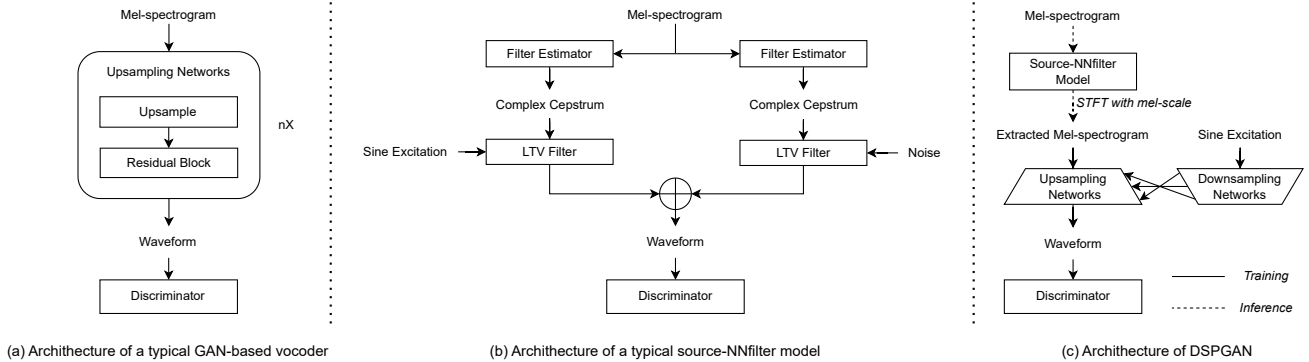 Mel-spectrogram
Upsampling Networks
Upsample
Residual Block
nX
Waveform
Discriminator
(a) Arhithecture of a typical GAN-based vocoder
Mel-spectrogram
Filter Estimator
Filter Estimator
Complex Cepstrum
Complex Cepstrum
Sine Excitation
LTV Filter
LTV Filter
Noise
Waveform
Discriminator
(b) Arhithecture of a typical source-NNfilter model
Mel-spectrogram
Source-NNfilter
Model
STFT with mel-scale
Extracted Mel-spectrogram
Sine Excitation
Upsampling
Networks
Downsampling
Networks
Waveform
Discriminator
Training
Inference
(c) Arhithecture of DSPGAN